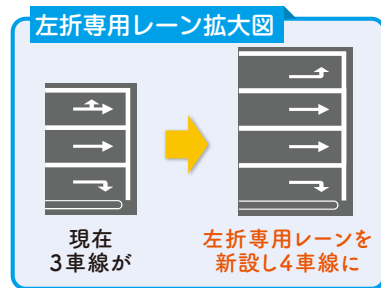 左折専用レーン拡大図
現在
3車線が
左折専用レーンを
新設し4車線に